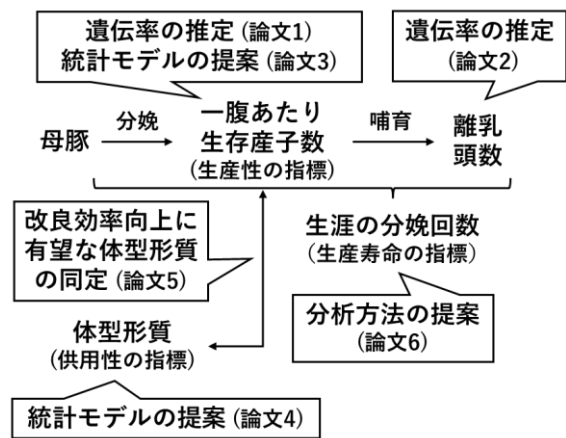 遺伝率の推定 (論文1)
統計モデルの提案 (論文3)
遺伝率の推定
(論文2)
母豚
分娩
一腹あたり
生存産子数
(生産性の指標)
哺育
離乳
頭数
改良効率向上に
有望な体型形質
の同定 (論文5)
生涯の分娩回数
(生産寿命の指標)
分析方法の提案
(論文6)
体型形質
(供用性の指標)
統計モデルの提案 (論文4)